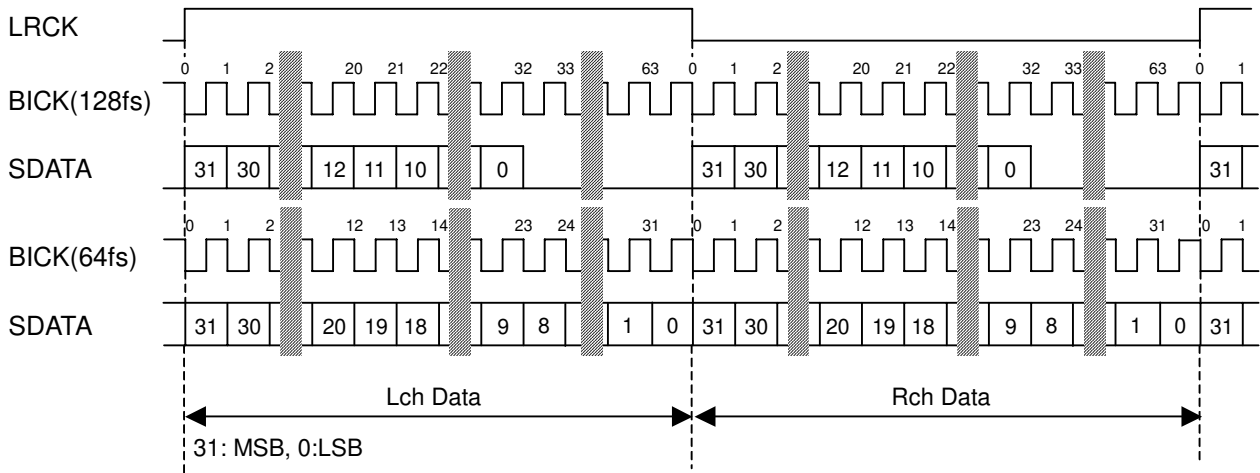 LRCK
0 1 2 20 21 22 32 33 63 0 1 2 20 21 22 32 33 63 0 1
BICK(128fs)
SDATA 31 30 12 11 10 0 31 30 12 11 10 0 31
0 1 2 12 13 14 23 24 31 0 1 2 12 13 14 23 24 31 0 1
BICK(64fs)
SDATA 31 30 20 19 18 9 8 1 0 31 30 20 19 18 9 8 1 0 31
Lch Data Rch Data
31: MSB, 0:LSB